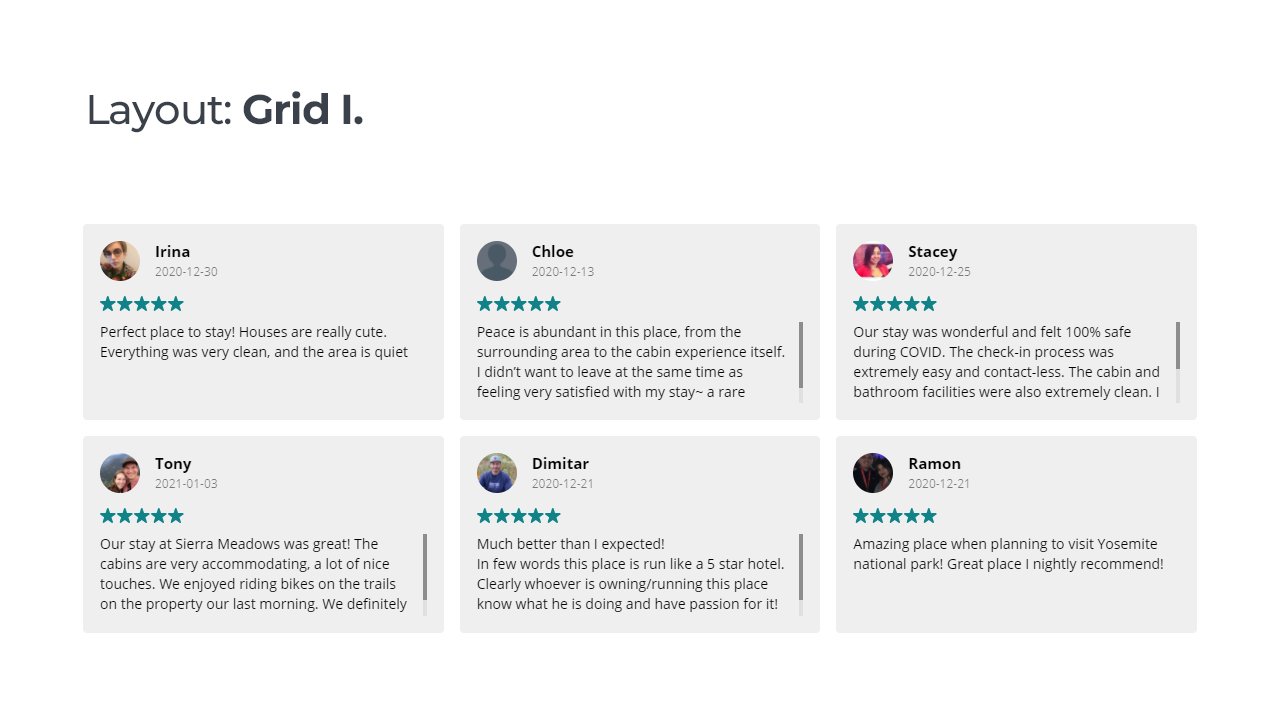 Layout: Grid I.
Irina
2020-12-30
Perfect place to stay! Houses are really cute.
Everything was very clean, and the area is quiet
Chloe
2020-12-13
Peace is abundant in this place, from the
surrounding area to the cabin experience itself.
I didn’t want to leave at the same time as
feeling very satisfied with my stay~ a rare
Stacey
2020-12-25
Our stay was wonderful and felt 100% safe
during COVID. The check-in process was
extremely easy and contact-less. The cabin and
bathroom facilities were also extremely clean. I
Tony
2021-01-03
Our stay at Sierra Meadows was great! The
cabins are very accommodating, a lot of nice
touches. We enjoyed riding bikes on the trails
on the property our last morning. We definitely
Dimitar
2020-12-21
Much better than I expected!
In few words this place is run like a 5 star hotel.
Clearly whoever is owning/running this place
know what he is doing and have passion for it!
Ramon
2020-12-21
Amazing place when planning to visit Yosemite
national park! Great place I nightly recommend!